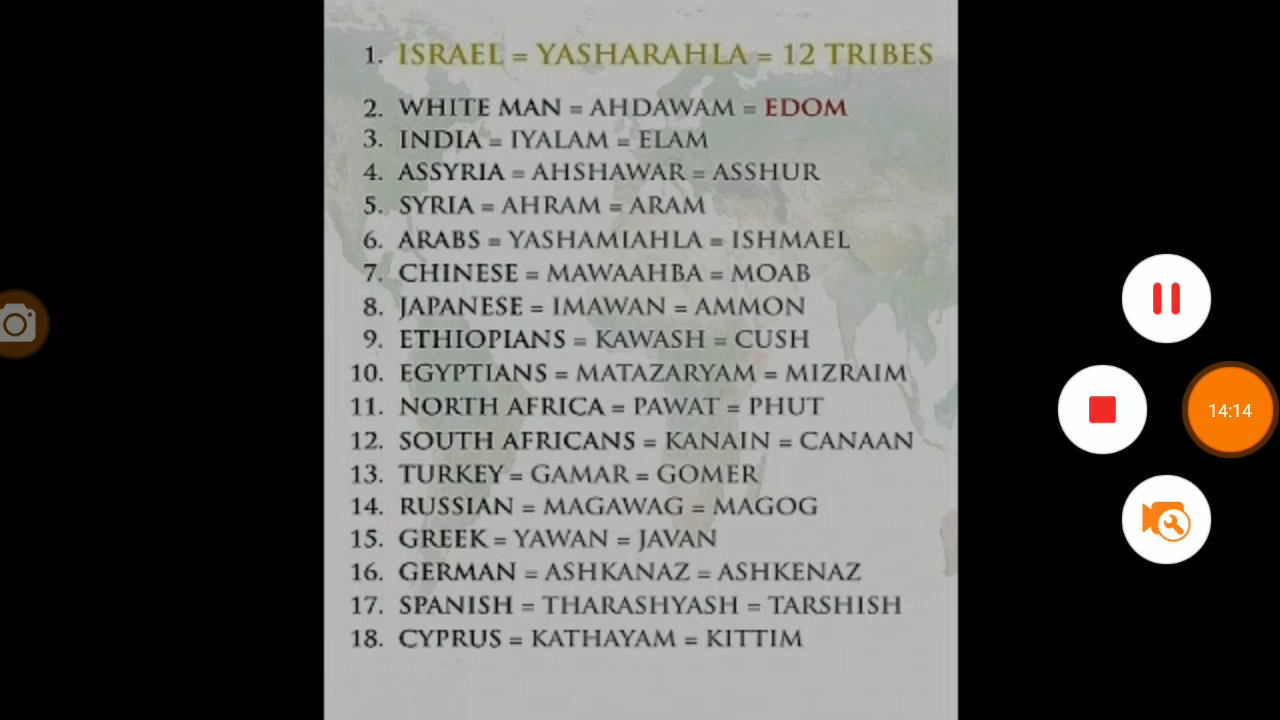 1. ISRAEL = YASHARAHLA = 12 TRIBES
2. WHITE MAN = AHDAWAM = EDOM
3. INDIA = IYALAM = ELAM
4. ASSYRIA = AHSHAWAR = ASSHUR
5. SYRIA = AHRAM = ARAM
6. ARABS = YASHAMIAHLA = ISHMAEL
7. CHINESE = MAWAAHBA = MOAB
8. JAPANESE = IMAWAN = AMMON
9. ETHIOPIANS = KAWASH = CUSH
10. EGYPTIANS = MATAZARYAM = MIZRAIM
11. NORTH AFRICA = PAWAT = PHUT
12. SOUTH AFRICANS = KANAIN = CANAAN
13. TURKEY = GAMAR = GOMER
14. RUSSIAN = MAGAWAG = MAGOG
15. GREEK = YAWAN = JAVAN
16. GERMAN = ASHKANAZ = ASHKENAZ
17. SPANISH = THARASHYASH = TARSHISH
18. CYPRUS = KATHAYAM = KITTIM
14:14